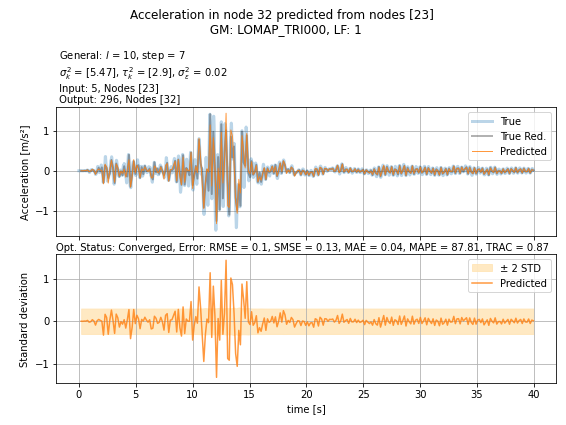 Acceleration in node 32 predicted from nodes [23]
GM: LOMAP_TRI000, LF: 1
General: l = 10, step = 7
σ²ₖ = [5.47], τ²ₖ = [2.9], σ²ε = 0.02
Input: 5, Nodes [23]
Output: 296, Nodes [32]
Acceleration [m/s²]
1
0
−1
True
True Red.
Predicted
Opt. Status: Converged, Error: RMSE = 0.1, SMSE = 0.13, MAE = 0.04, MAPE = 87.81, TRAC = 0.87
Standard deviation
1
0
−1
± 2 STD
Predicted
0 5 10 15 20 25 30 35 40
time [s]